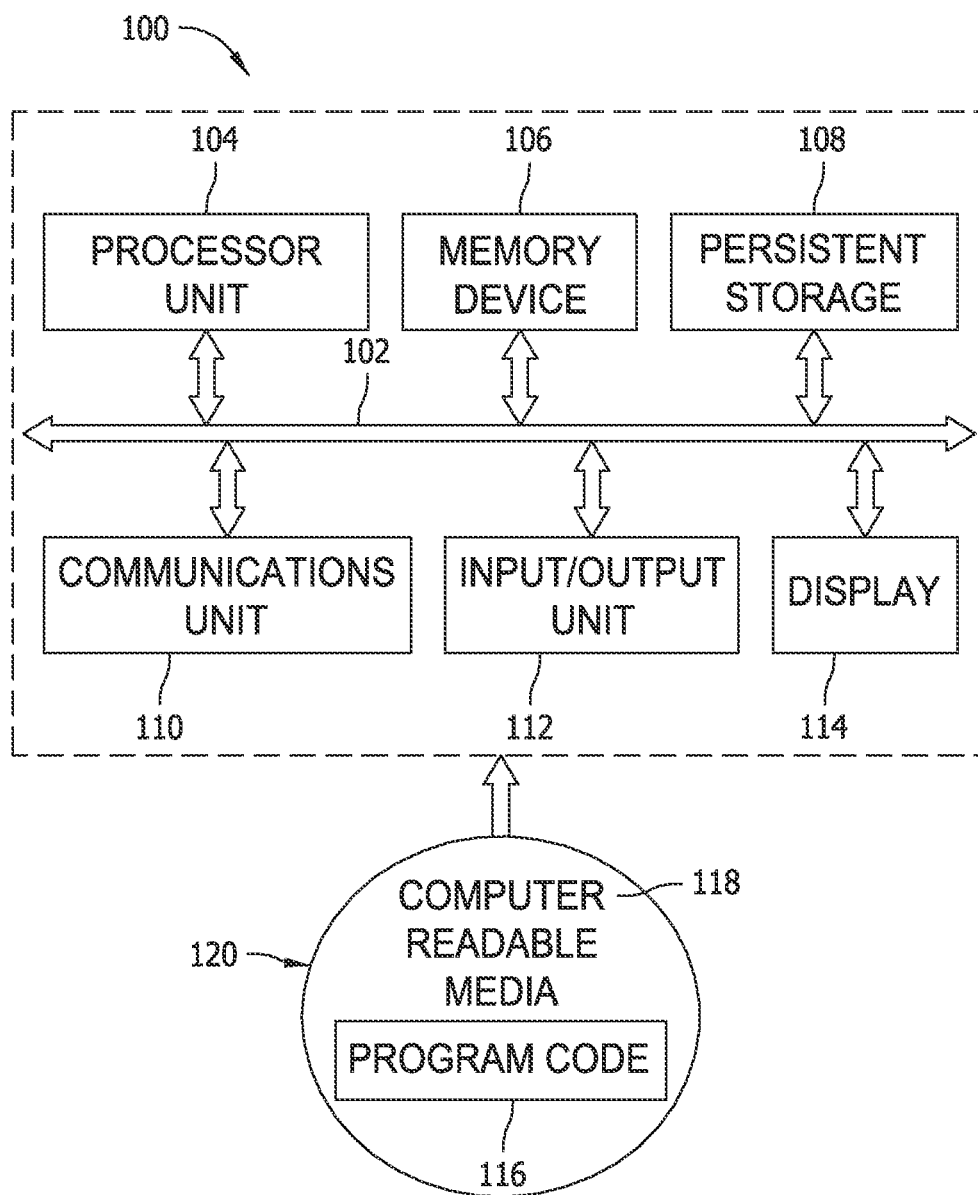 100
104
106
108
PROCESSOR
UNIT
MEMORY
DEVICE
PERSISTENT
STORAGE
102
COMMUNICATIONS
UNIT
INPUT/OUTPUT
UNIT
DISPLAY
110
112
114
COMPUTER
READABLE
MEDIA
118
120
PROGRAM CODE
116